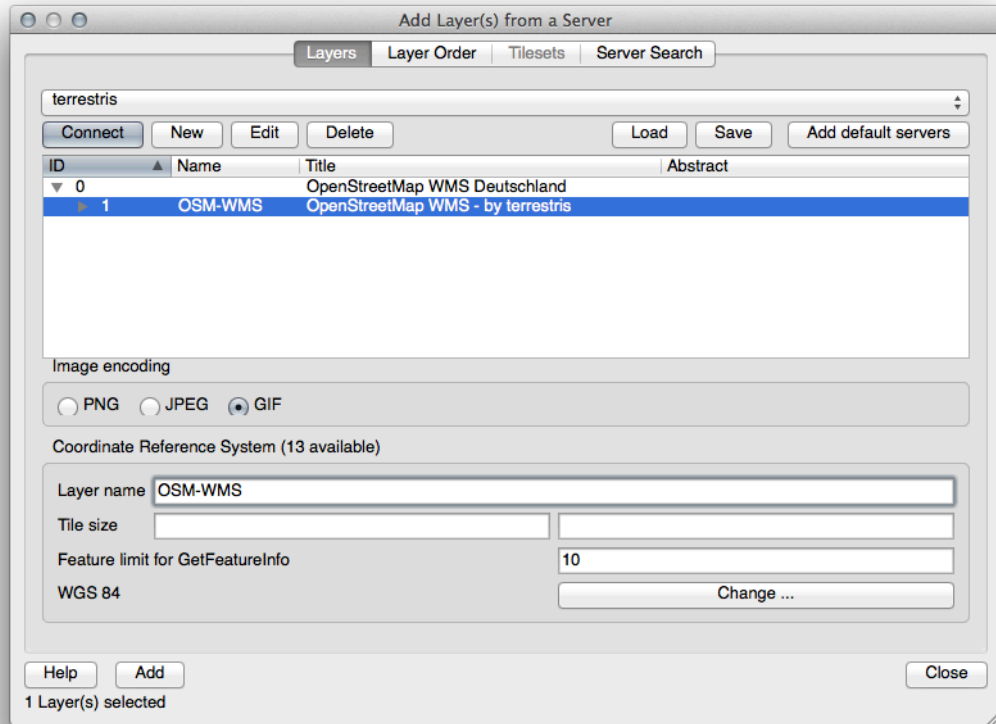 Add Layer(s) from a Server
Layers Layer Order Tilesets Server Search
terrestris
Connect New Edit Delete Load Save Add default servers
ID Name Title Abstract
0 OpenStreetMap WMS Deutschland
1 OSM-WMS OpenStreetMap WMS - by terrestris
Image encoding
PNG JPEG GIF
Coordinate Reference System (13 available)
Layer name OSM-WMS
Tile size
Feature limit for GetFeatureInfo 10
WGS 84 Change ...
Help Add Close
1 Layer(s) selected